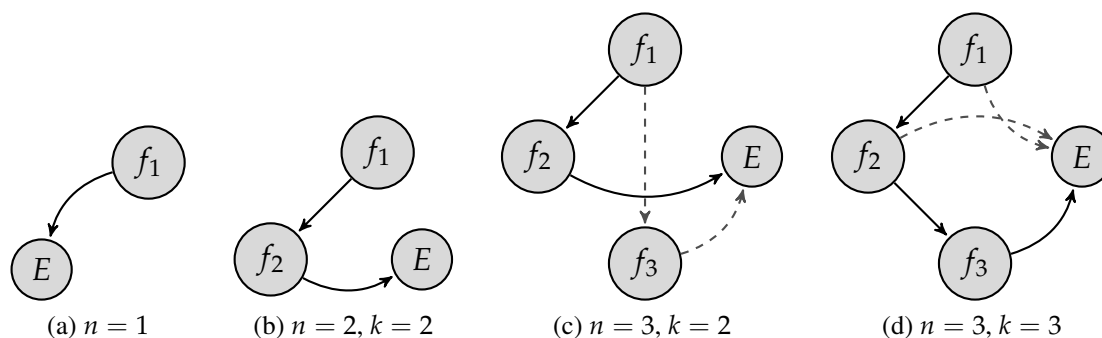 f₁
E
(a) n = 1
f₁
f₂
E
(b) n = 2, k = 2
f₁
f₂
E
f₃
(c) n = 3, k = 2
f₁
f₂
E
f₃
(d) n = 3, k = 3